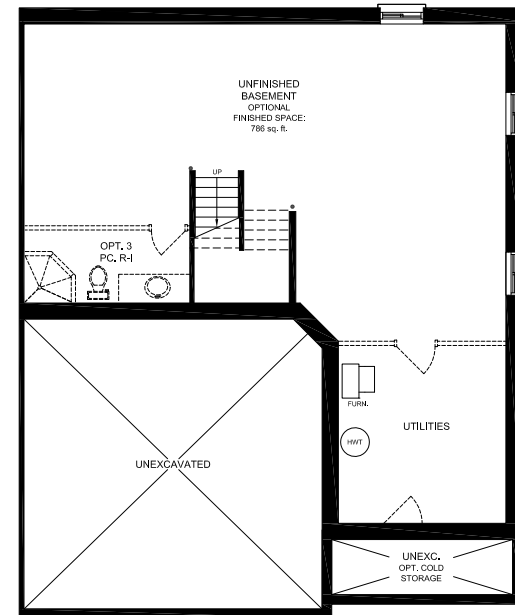 UNFINISHED
BASEMENT
OPTIONAL
FINISHED SPACE:
786 sq. ft.
UP
OPT. 3
PC. R-I
FURN.
UTILITIES
HWT
UNEXCAVATED
UNEXC.
OPT. COLD
STORAGE